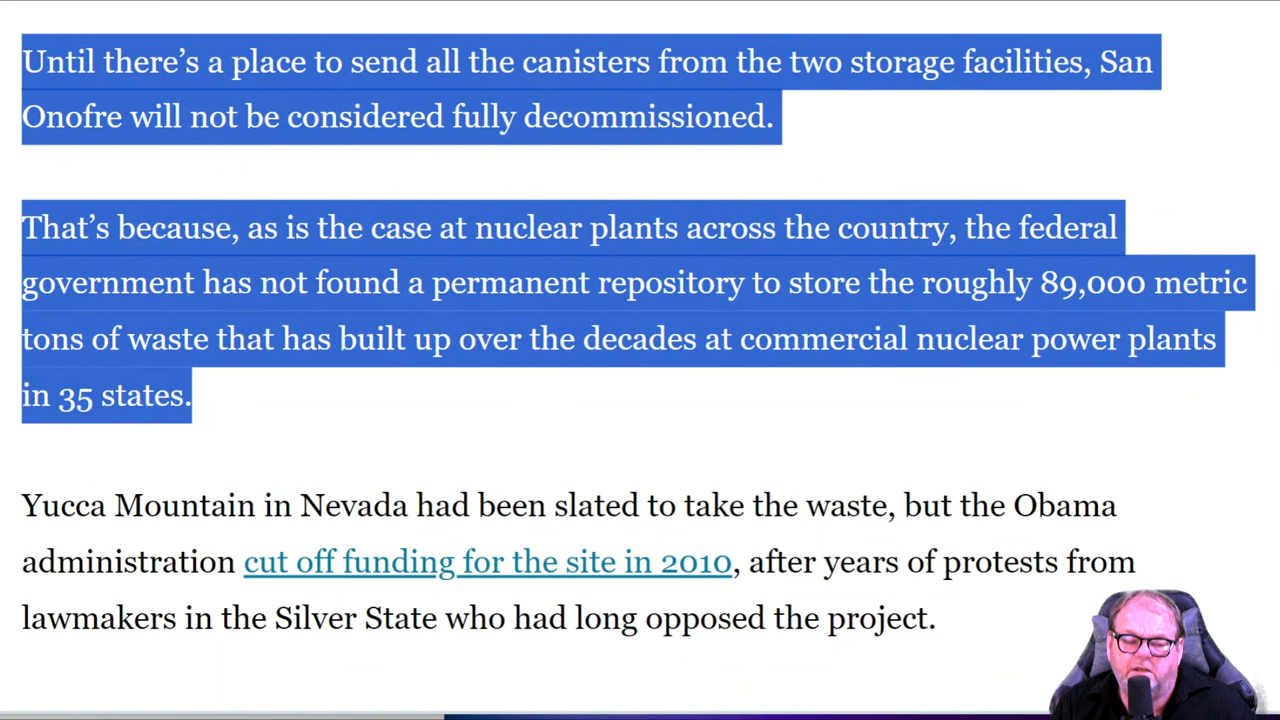 Until there’s a place to send all the canisters from the two storage facilities, San
Onofre will not be considered fully decommissioned.
That’s because, as is the case at nuclear plants across the country, the federal
government has not found a permanent repository to store the roughly 89,000 metric
tons of waste that has built up over the decades at commercial nuclear power plants
in 35 states.
Yucca Mountain in Nevada had been slated to take the waste, but the Obama
administration cut off funding for the site in 2010, after years of protests from
lawmakers in the Silver State who had long opposed the project.